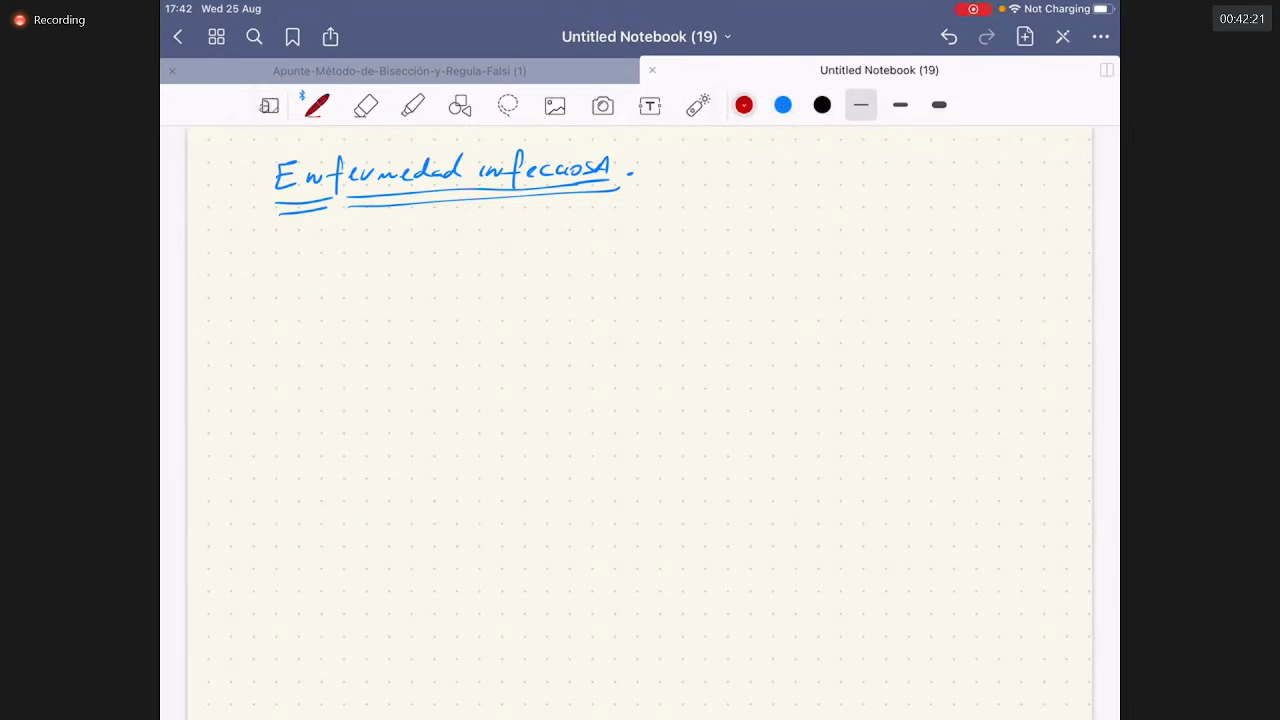 Recording
17:42 Wed 25 Aug
Not Charging
00:42:21
Untitled Notebook (19)
Apunte-Método-de-Bisección-y-Regula-Falsi (1)
Untitled Notebook (19)
T
Enfermedad infecciosA.